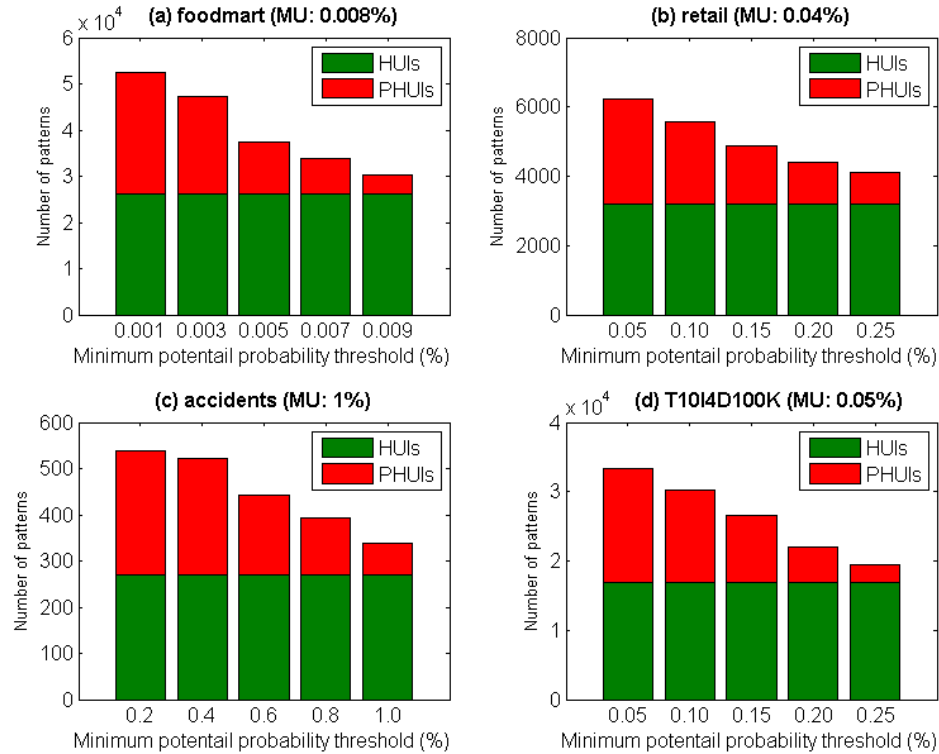 (a) foodmart (MU: 0.008%)
x 10^4
6
5
4
3
2
1
0
Number of patterns
HUIs
PHUIs
0.001 0.003 0.005 0.007 0.009
Minimum potentail probability threshold (%)
(b) retail (MU: 0.04%)
8000
6000
4000
2000
0
Number of patterns
HUIs
PHUIs
0.05 0.10 0.15 0.20 0.25
Minimum potentail probability threshold (%)
(c) accidents (MU: 1%)
600
500
400
300
200
100
0
Number of patterns
HUIs
PHUIs
0.2 0.4 0.6 0.8 1.0
Minimum potentail probability threshold (%)
(d) T10I4D100K (MU: 0.05%)
x 10^4
4
3
2
1
0
Number of patterns
HUIs
PHUIs
0.05 0.10 0.15 0.20 0.25
Minimum potentail probability threshold (%)